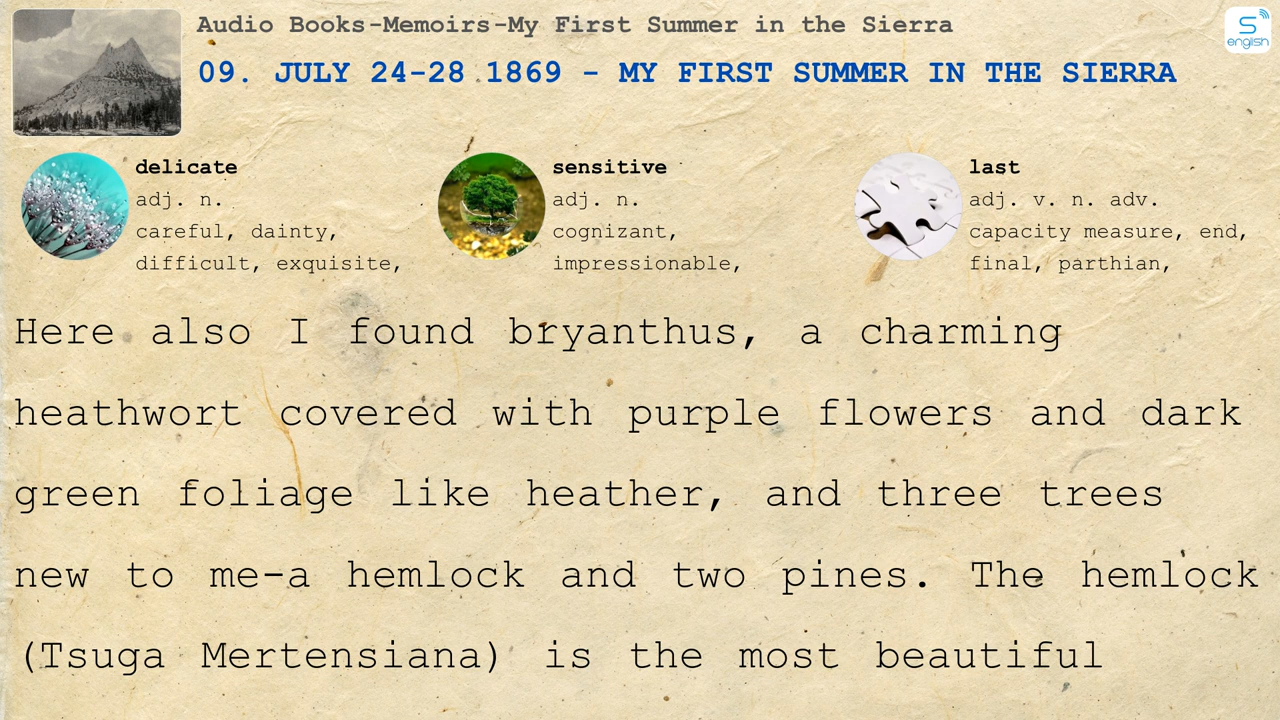 Audio Books-Memoirs-My First Summer in the Sierra
09. JULY 24-28 1869 - MY FIRST SUMMER IN THE SIERRA
S
english
delicate
adj. n.
careful, dainty,
difficult, exquisite,
sensitive
adj. n.
cognizant,
impressionable,
last
adj. v. n. adv.
capacity measure, end,
final, parthian,
Here also I found bryanthus, a charming
heathwort covered with purple flowers and dark
green foliage like heather, and three trees
new to me-a hemlock and two pines. The hemlock
(Tsuga Mertensiana) is the most beautiful